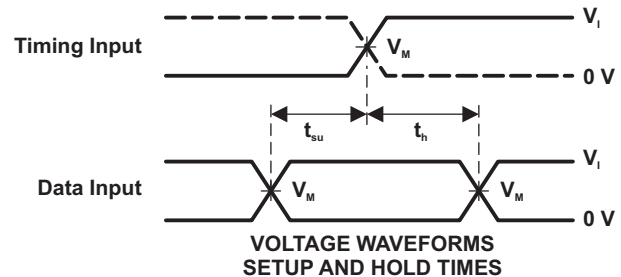 Timing Input
V_M
V_I
0 V
t_su
t_h
Data Input
V_M
V_M
V_I
0 V
VOLTAGE WAVEFORMS
SETUP AND HOLD TIMES